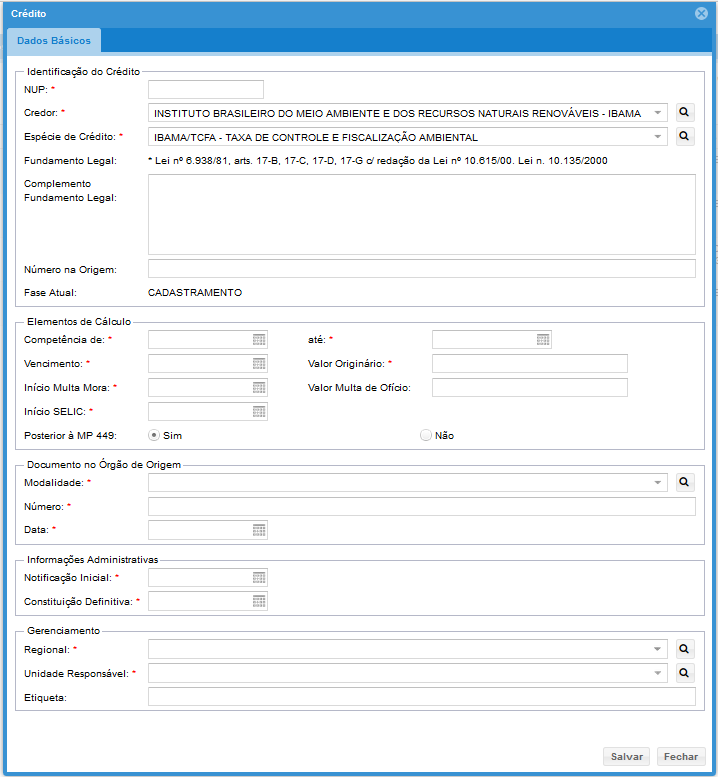 Crédito
Dados Básicos
Identificação do Crédito
NUP: *
Credor: * INSTITUTO BRASILEIRO DO MEIO AMBIENTE E DOS RECURSOS NATURAIS RENOVÁVEIS - IBAMA
Espécie de Crédito: * IBAMA/TCFA - TAXA DE CONTROLE E FISCALIZAÇÃO AMBIENTAL
Fundamento Legal: * Lei nº 6.938/81, arts. 17-B, 17-C, 17-D, 17-G c/ redação da Lei nº 10.615/00. Lei n. 10.135/2000
Complemento
Fundamento Legal:
Número na Origem:
Fase Atual: CADASTRAMENTO
Elementos de Cálculo
Competência de: * até: *
Vencimento: * Valor Originário: *
Início Multa Mora: * Valor Multa de Ofício:
Início SELIC: *
Posterior à MP 449: Sim Não
Documento no Órgão de Origem
Modalidade: *
Número: *
Data: *
Informações Administrativas
Notificação Inicial: *
Constituição Definitiva: *
Gerenciamento
Regional: *
Unidade Responsável: *
Etiqueta:
Salvar Fechar